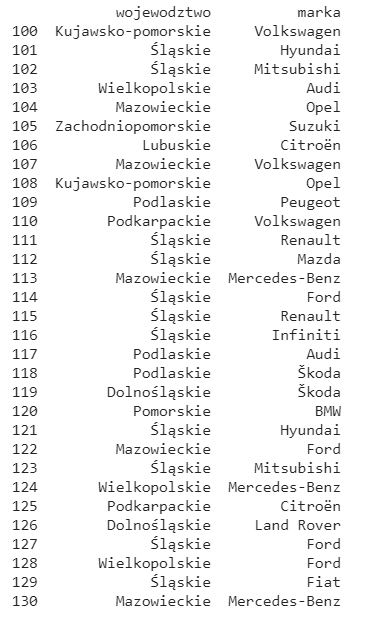 wojewodztwo marka
100 Kujawsko-pomorskie Volkswagen
101 Śląskie Hyundai
102 Śląskie Mitsubishi
103 Wielkopolskie Audi
104 Mazowieckie Opel
105 Zachodniopomorskie Suzuki
106 Lubuskie Citroën
107 Mazowieckie Volkswagen
108 Kujawsko-pomorskie Opel
109 Podlaskie Peugeot
110 Podkarpackie Volkswagen
111 Śląskie Renault
112 Śląskie Mazda
113 Mazowieckie Mercedes-Benz
114 Śląskie Ford
115 Śląskie Renault
116 Śląskie Infiniti
117 Podlaskie Audi
118 Podlaskie Škoda
119 Dolnośląskie Škoda
120 Pomorskie BMW
121 Śląskie Hyundai
122 Mazowieckie Ford
123 Śląskie Mitsubishi
124 Wielkopolskie Mercedes-Benz
125 Podkarpackie Citroën
126 Dolnośląskie Land Rover
127 Śląskie Ford
128 Wielkopolskie Ford
129 Śląskie Fiat
130 Mazowieckie Mercedes-Benz